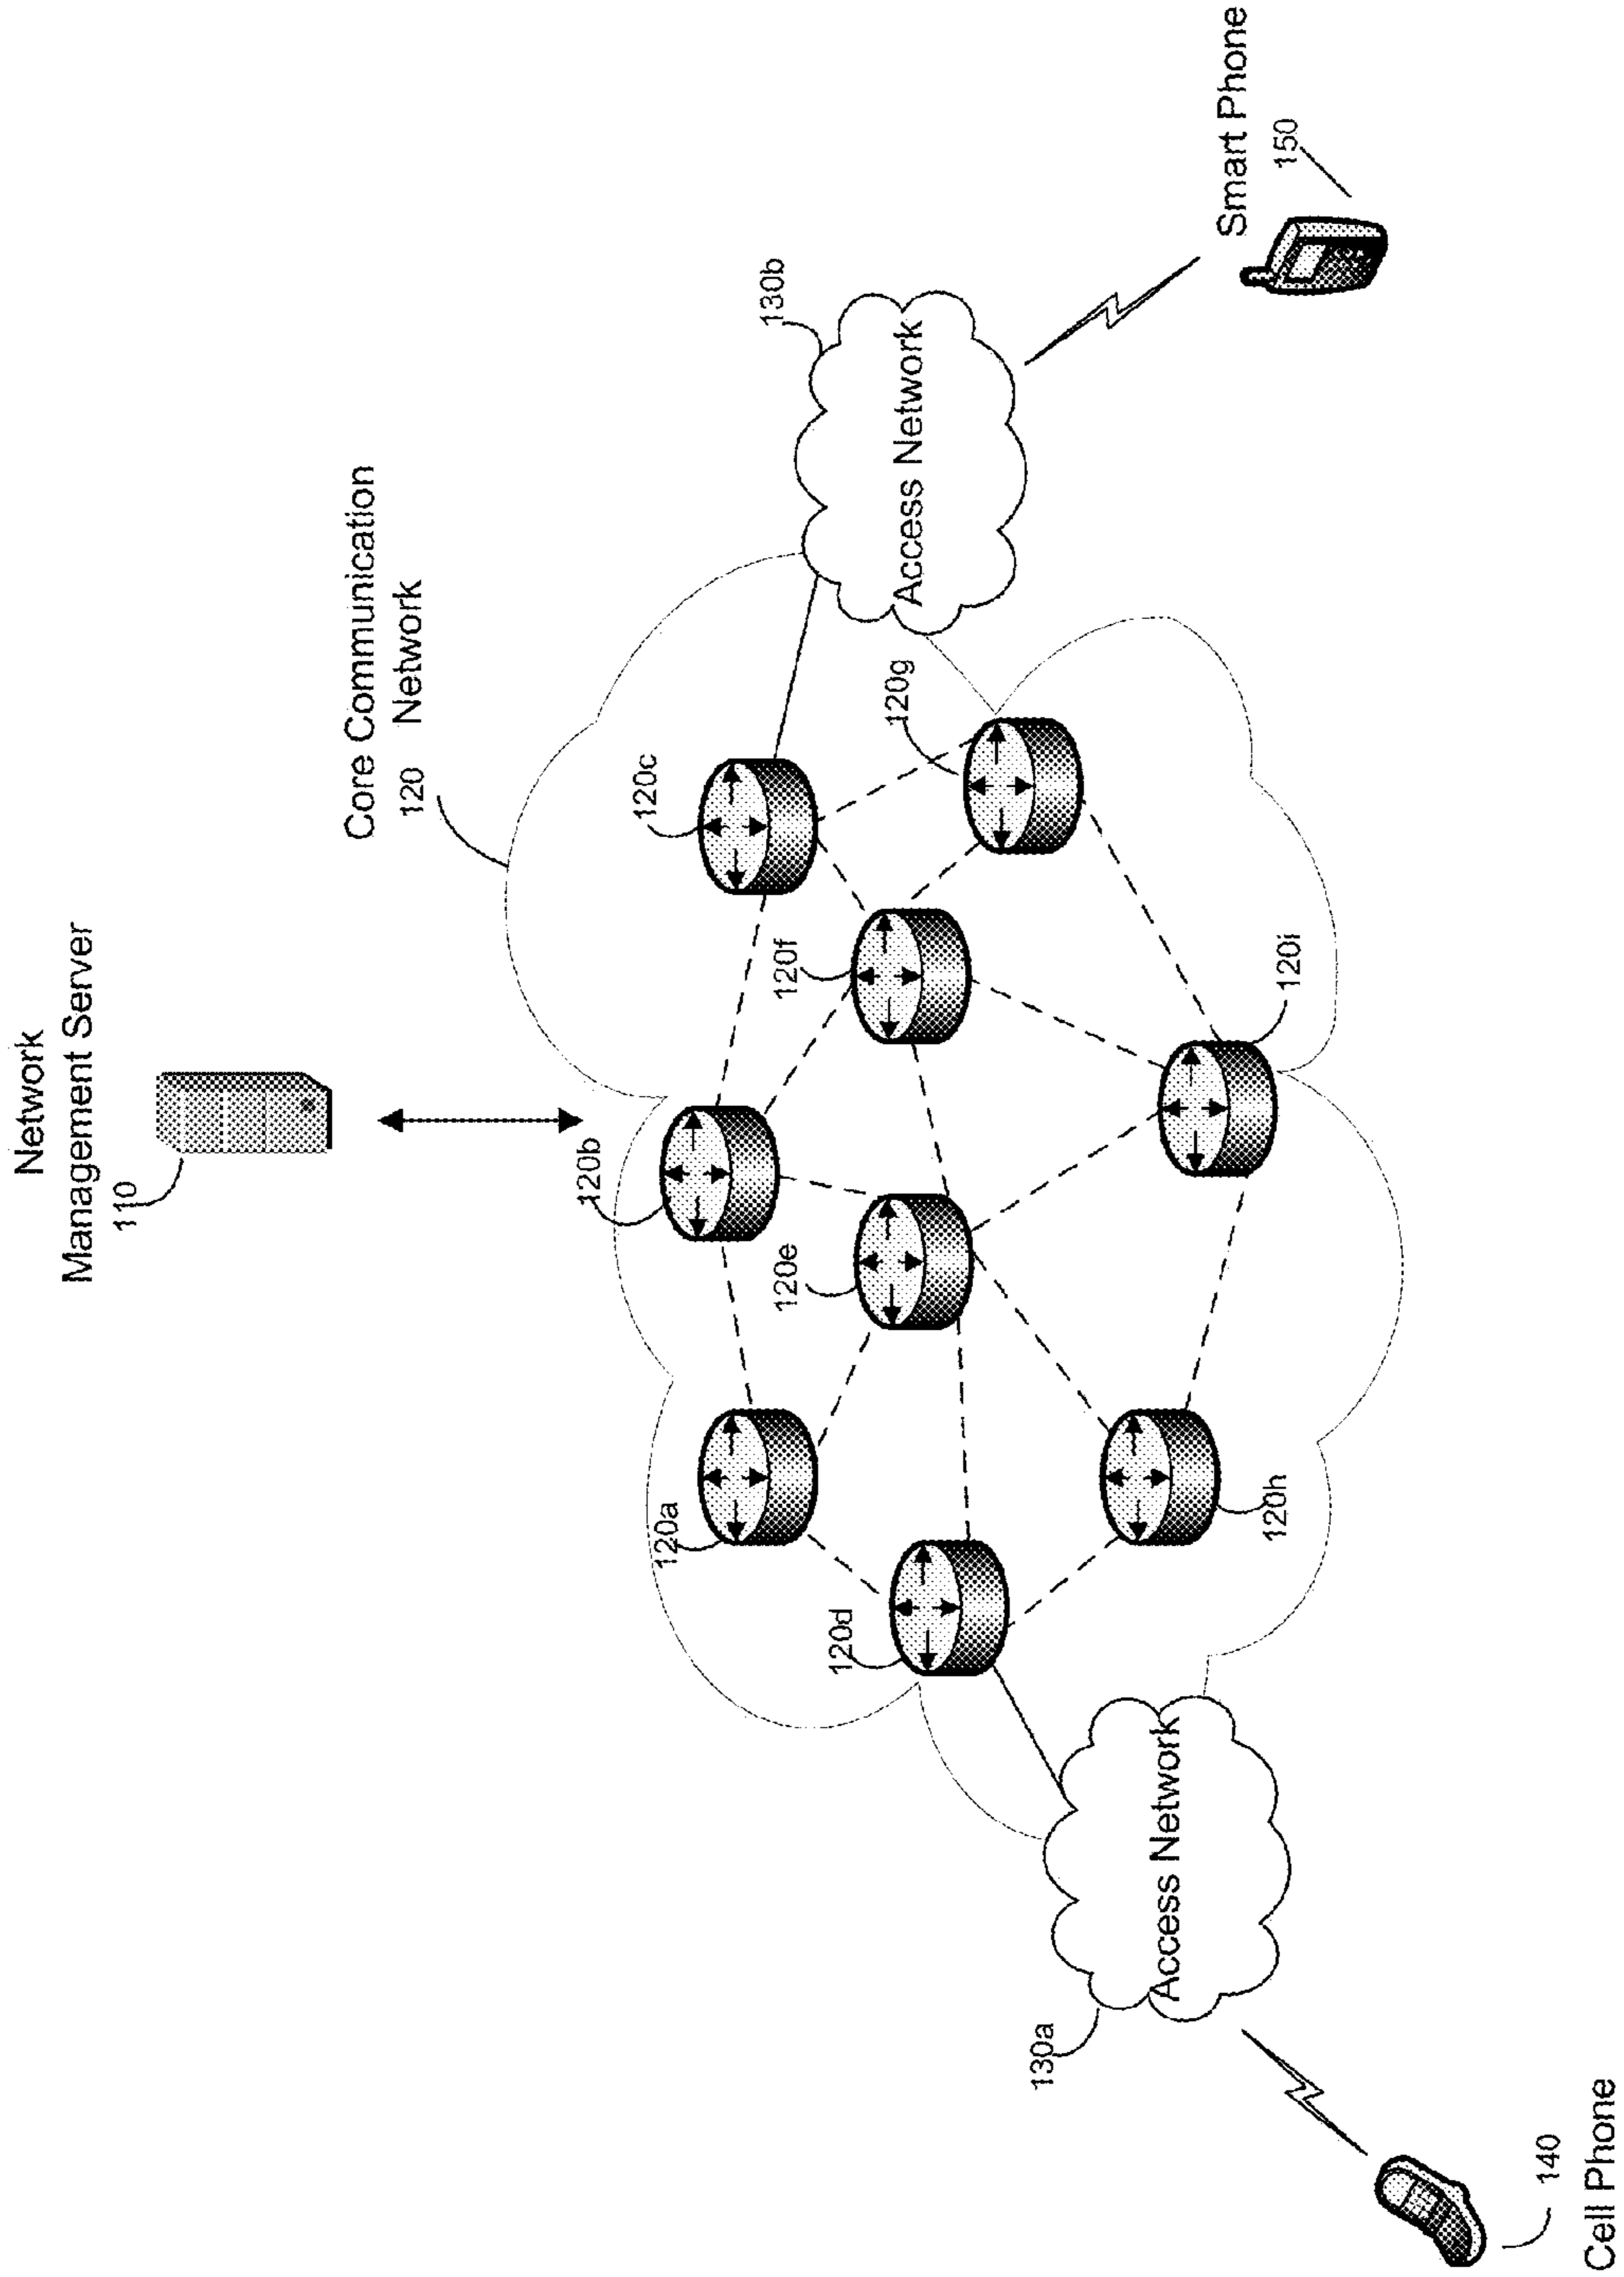 Network
Management Server
110
Core Communication
120 Network
120a
120b
120c
120d
120e
120f
120g
120h
120i
130a
Access Network
130b
Access Network
140
Cell Phone
Smart Phone
150